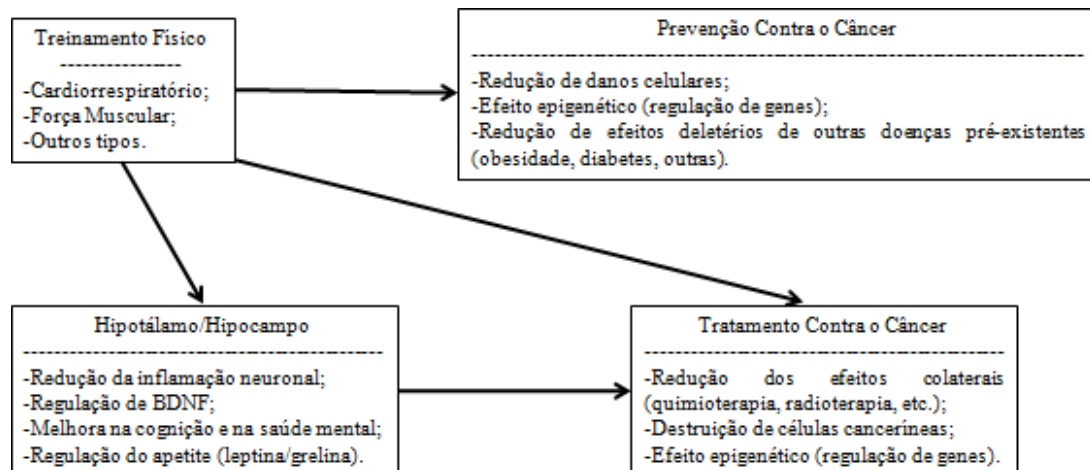 Treinamento Físico
----------------
-Cardiorrespiratório;
-Força Muscular;
-Outros tipos.
Prevenção Contra o Câncer
--------------------------------------------------------------------------------
-Redução de danos celulares;
-Efeito epigenético (regulação de genes);
-Redução de efeitos deletérios de outras doenças pré-existentes
(obesidade, diabetes, outras).
Hipotálamo/Hipocampo
-----------------------------------------------
-Redução da inflamação neuronal;
-Regulação de BDNF;
-Melhora na cognição e na saúde mental;
-Regulação do apetite (leptina/grelina).
Tratamento Contra o Câncer
-----------------------------------------------
-Redução dos efeitos colaterais
(quimioterapia, radioterapia, etc.);
-Destruição de células canceríneas;
-Efeito epigenético (regulação de genes).